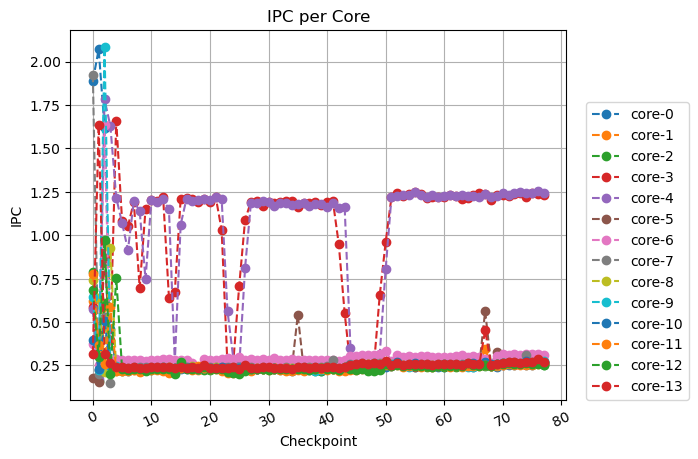 IPC per Core
IPC
2.00
1.75
1.50
1.25
1.00
0.75
0.50
0.25
0
10
20
30
40
50
60
70
80
Checkpoint
core-0
core-1
core-2
core-3
core-4
core-5
core-6
core-7
core-8
core-9
core-10
core-11
core-12
core-13